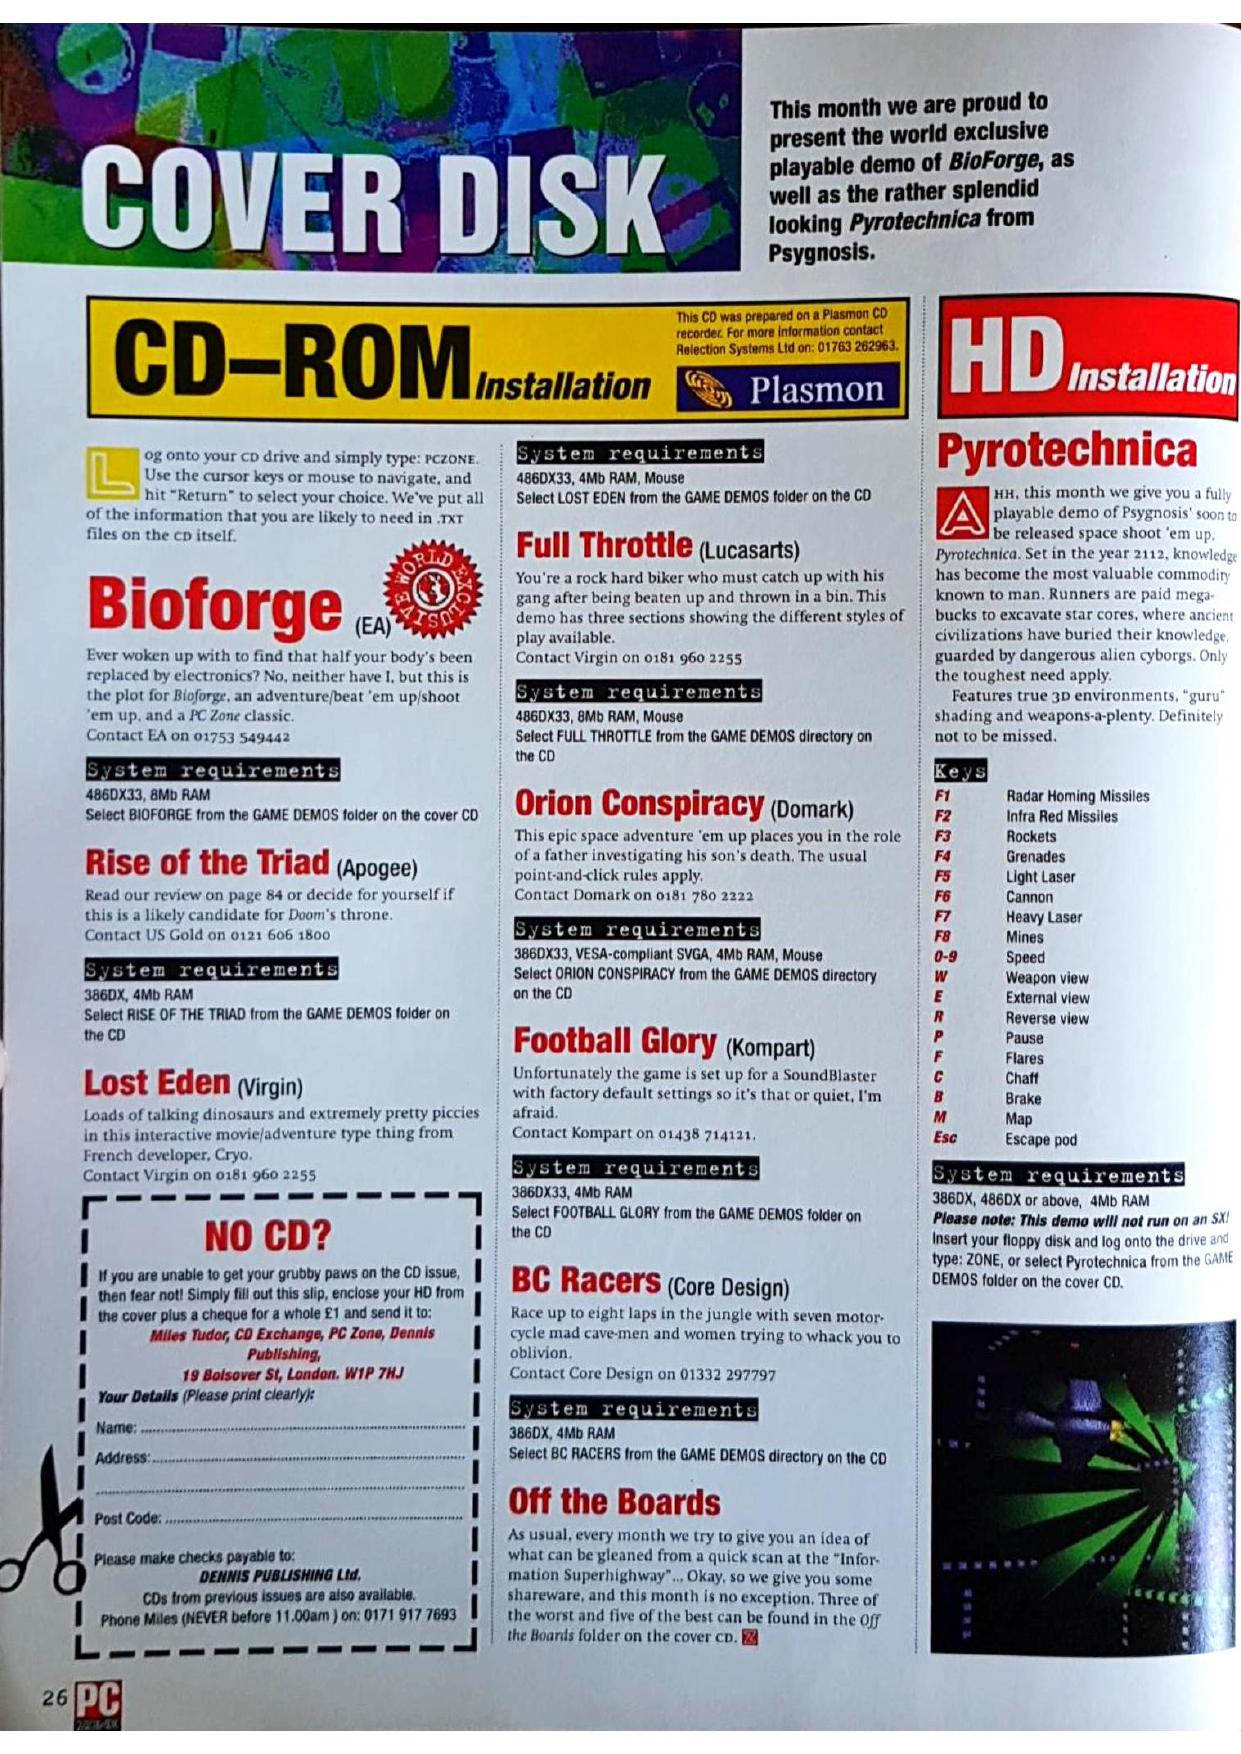 COVER DISK
This month we are proud to
present the world exclusive
playable demo of BioForge, as
well as the rather splendid
looking Pyrotechnica from
Psygnosis.
CD-ROM Installation
This CD was prepared on a Plasmon CD
recorder. For more information contact
Relection Systems Ltd on: 01763 262963.
Plasmon
Log onto your CD drive and simply type: PCZONE.
Use the cursor keys or mouse to navigate, and
hit "Return" to select your choice. We've put all
of the information that you are likely to need in .TXT
files on the CD itself.
WORLD EXCLUSIVE
Bioforge (EA)
Ever woken up with to find that half your body's been
replaced by electronics? No, neither have I, but this is
the plot for Bioforge, an adventure/beat 'em up/shoot
'em up, and a PC Zone classic.
Contact EA on 01753 549442
System requirements
486DX33, 8Mb RAM
Select BIOFORGE from the GAME DEMOS folder on the cover CD
Rise of the Triad (Apogee)
Read our review on page 84 or decide for yourself if
this is a likely candidate for Doom's throne.
Contact US Gold on 0121 606 1800
System requirements
386DX, 4Mb RAM
Select RISE OF THE TRIAD from the GAME DEMOS folder on
the CD
Lost Eden (Virgin)
Loads of talking dinosaurs and extremely pretty piccies
in this interactive movie/adventure type thing from
French developer, Cryo.
Contact Virgin on 0181 960 2255
NO CD?
If you are unable to get your grubby paws on the CD issue,
then fear not! Simply fill out this slip, enclose your HD from
the cover plus a cheque for a whole £1 and send it to:
Miles Tudor, CD Exchange, PC Zone, Dennis
Publishing,
19 Bolsover St, London. W1P 7HJ
Your Details (Please print clearly):
Name:
Address:
Post Code:
Please make checks payable to:
DENNIS PUBLISHING Ltd.
CDs from previous issues are also available.
Phone Miles (NEVER before 11.00am ) on: 0171 917 7693
System requirements
486DX33, 4Mb RAM, Mouse
Select LOST EDEN from the GAME DEMOS folder on the CD
Full Throttle (Lucasarts)
You're a rock hard biker who must catch up with his
gang after being beaten up and thrown in a bin. This
demo has three sections showing the different styles of
play available.
Contact Virgin on 0181 960 2255
System requirements
486DX33, 8Mb RAM, Mouse
Select FULL THROTTLE from the GAME DEMOS directory on
the CD
Orion Conspiracy (Domark)
This epic space adventure 'em up places you in the role
of a father investigating his son's death. The usual
point-and-click rules apply.
Contact Domark on 0181 780 2222
System requirements
386DX33, VESA-compliant SVGA, 4Mb RAM, Mouse
Select ORION CONSPIRACY from the GAME DEMOS directory
on the CD
Football Glory (Kompart)
Unfortunately the game is set up for a SoundBlaster
with factory default settings so it's that or quiet, I'm
afraid.
Contact Kompart on 01438 714121.
System requirements
386DX33, 4Mb RAM
Select FOOTBALL GLORY from the GAME DEMOS folder on
the CD
BC Racers (Core Design)
Race up to eight laps in the jungle with seven motor-
cycle mad cave-men and women trying to whack you to
oblivion.
Contact Core Design on 01332 297797
System requirements
386DX, 4Mb RAM
Select BC RACERS from the GAME DEMOS directory on the CD
Off the Boards
As usual, every month we try to give you an idea of
what can be gleaned from a quick scan at the "Infor-
mation Superhighway"... Okay, so we give you some
shareware, and this month is no exception. Three of
the worst and five of the best can be found in the Off
the Boards folder on the cover CD. Z
HD Installation
Pyrotechnica
AHH, this month we give you a fully
playable demo of Psygnosis' soon to
be released space shoot 'em up,
Pyrotechnica. Set in the year 2112, knowledge
has become the most valuable commodity
known to man. Runners are paid mega-
bucks to excavate star cores, where ancient
civilizations have buried their knowledge,
guarded by dangerous alien cyborgs. Only
the toughest need apply.
Features true 3D environments, "guru"
shading and weapons-a-plenty. Definitely
not to be missed.
Keys
F1 Radar Homing Missiles
F2 Infra Red Missiles
F3 Rockets
F4 Grenades
F5 Light Laser
F6 Cannon
F7 Heavy Laser
F8 Mines
0-9 Speed
W Weapon view
E External view
R Reverse view
P Pause
F Flares
C Chaff
B Brake
M Map
Esc Escape pod
System requirements
386DX, 486DX or above, 4Mb RAM
Please note: This demo will not run on an SX!
Insert your floppy disk and log onto the drive and
type: ZONE, or select Pyrotechnica from the GAME
DEMOS folder on the cover CD.
26 PC
ZONE